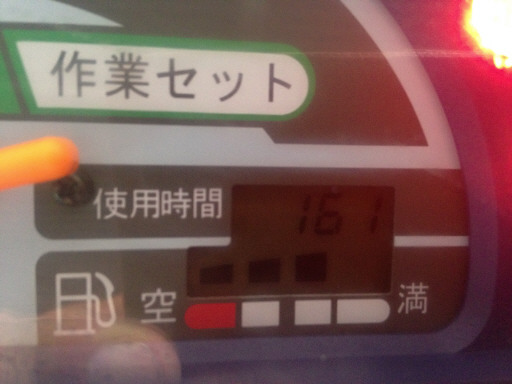 作業セット
使用時間 161
空 満